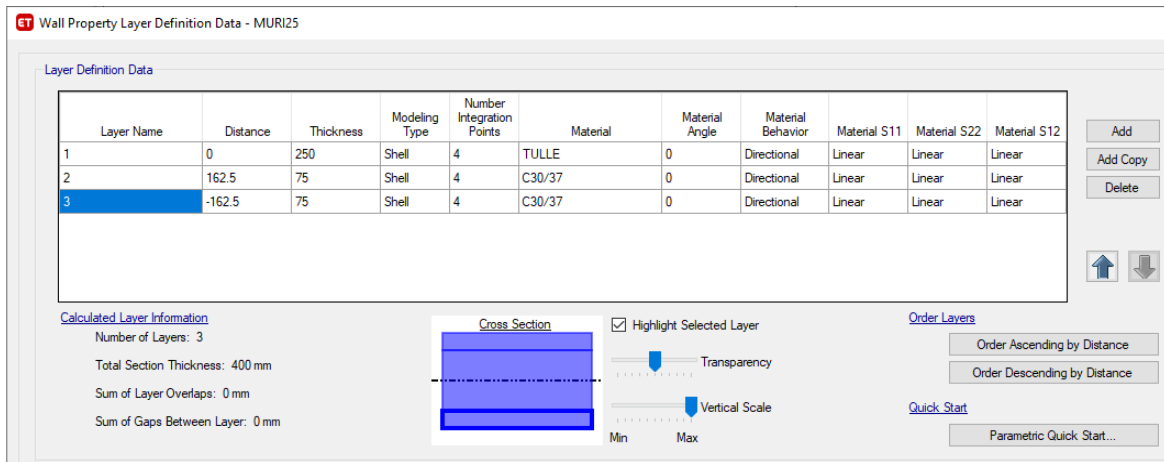 ET Wall Property Layer Definition Data - MURI25
Layer Definition Data
Layer Name Distance Thickness Modeling Type Number Integration Points Material Material Angle Material Behavior Material S11 Material S22 Material S12
1 0 250 Shell 4 TULLE 0 Directional Linear Linear Linear
2 162.5 75 Shell 4 C30/37 0 Directional Linear Linear Linear
3 -162.5 75 Shell 4 C30/37 0 Directional Linear Linear Linear
Add
Add Copy
Delete
Calculated Layer Information
Number of Layers: 3
Total Section Thickness: 400 mm
Sum of Layer Overlaps: 0 mm
Sum of Gaps Between Layer: 0 mm
Cross Section
Highlight Selected Layer
Transparency
Vertical Scale
Min Max
Order Layers
Order Ascending by Distance
Order Descending by Distance
Quick Start
Parametric Quick Start...